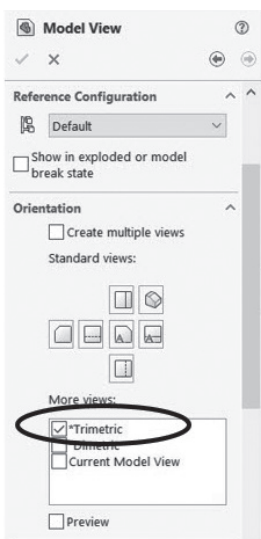 Model View
Reference Configuration
Default
Show in exploded or model
break state
Orientation
Create multiple views
Standard views:
More views:
*Trimetric
*Dimetric
Current Model View
Preview